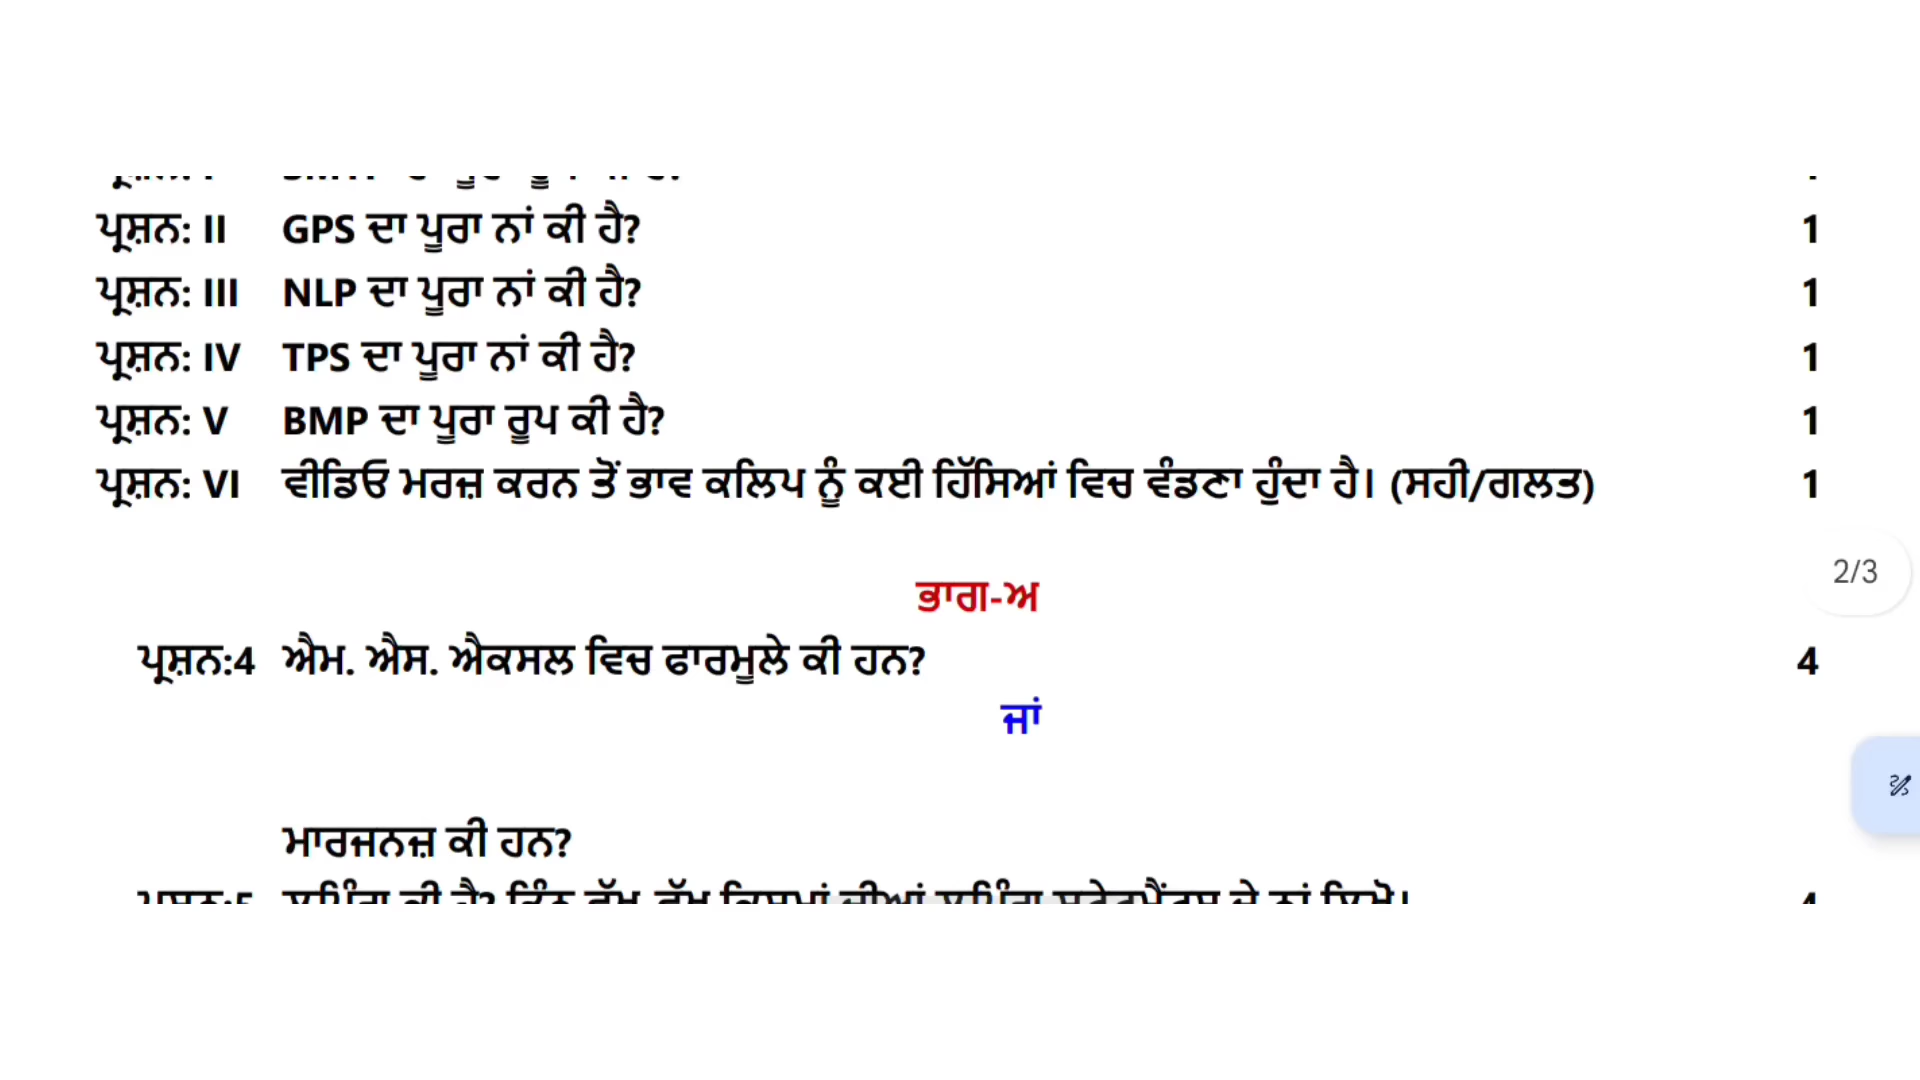 ਪ੍ਰਸ਼ਨ: II GPS ਦਾ ਪੂਰਾ ਨਾਂ ਕੀ ਹੈ? 1
ਪ੍ਰਸ਼ਨ: III NLP ਦਾ ਪੂਰਾ ਨਾਂ ਕੀ ਹੈ? 1
ਪ੍ਰਸ਼ਨ: IV TPS ਦਾ ਪੂਰਾ ਨਾਂ ਕੀ ਹੈ? 1
ਪ੍ਰਸ਼ਨ: V BMP ਦਾ ਪੂਰਾ ਰੂਪ ਕੀ ਹੈ? 1
ਪ੍ਰਸ਼ਨ: VI ਵੀਡਿਓ ਮਰਜ਼ ਕਰਨ ਤੋਂ ਭਾਵ ਕਲਿਪ ਨੂੰ ਕਈ ਹਿੱਸਿਆਂ ਵਿਚ ਵੰਡਣਾ ਹੁੰਦਾ ਹੈ। (ਸਹੀ/ਗਲਤ) 1
2/3
ਭਾਗ-ਅ
ਪ੍ਰਸ਼ਨ:4 ਐਮ. ਐਸ. ਐਕਸਲ ਵਿਚ ਫਾਰਮੂਲੇ ਕੀ ਹਨ? 4
ਜਾਂ
ਮਾਰਜਨਜ਼ ਕੀ ਹਨ?